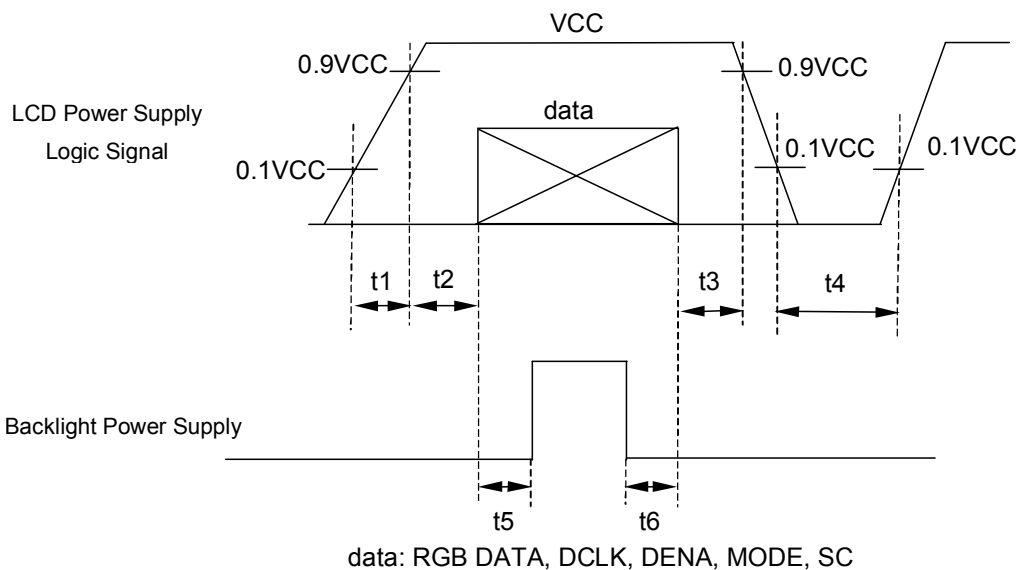 VCC
0.9VCC
0.9VCC
LCD Power Supply
Logic Signal
data
0.1VCC
0.1VCC
0.1VCC
t1
t2
t3
t4
Backlight Power Supply
t5
t6
data: RGB DATA, DCLK, DENA, MODE, SC